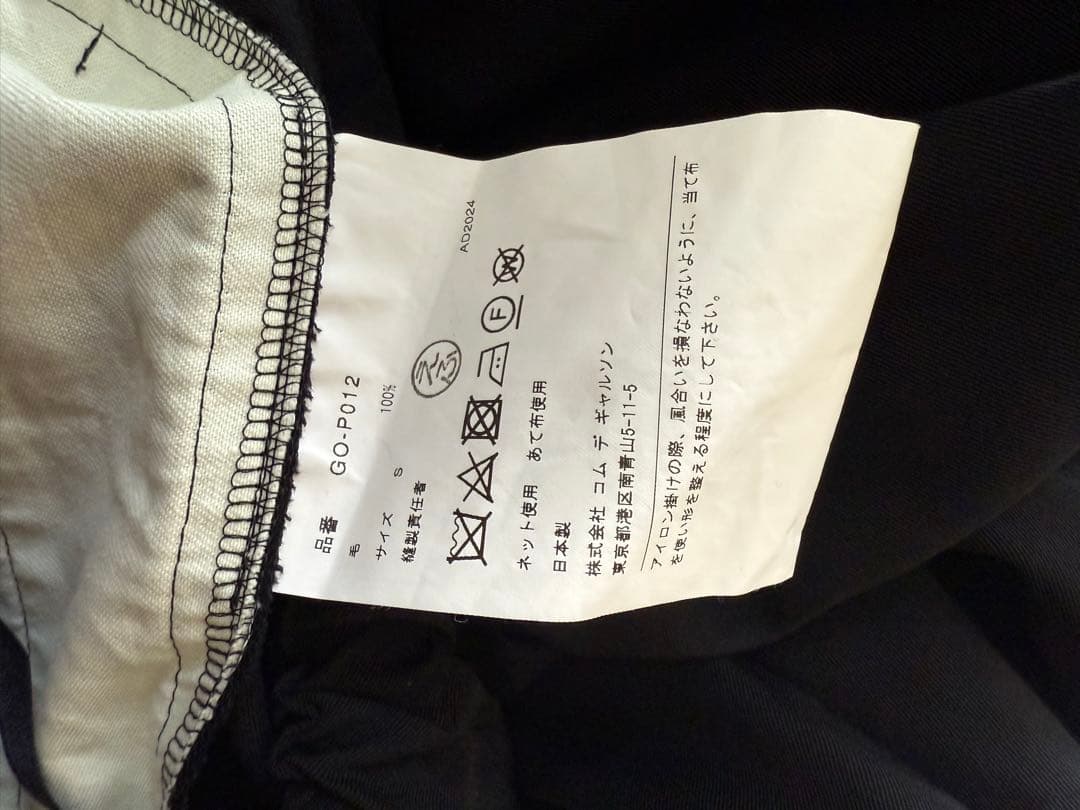 品番 GO-P012
毛 100%
サイズ S
縫製責任者 えふ
F W
AD2024
ネット使用 あて布使用
日本製
株式会社 コム デ ギャルソン
東京都港区南青山5-11-5
アイロン掛けの際、風合いを損なわないように、当て布
を使い形を整える程度にして下さい。